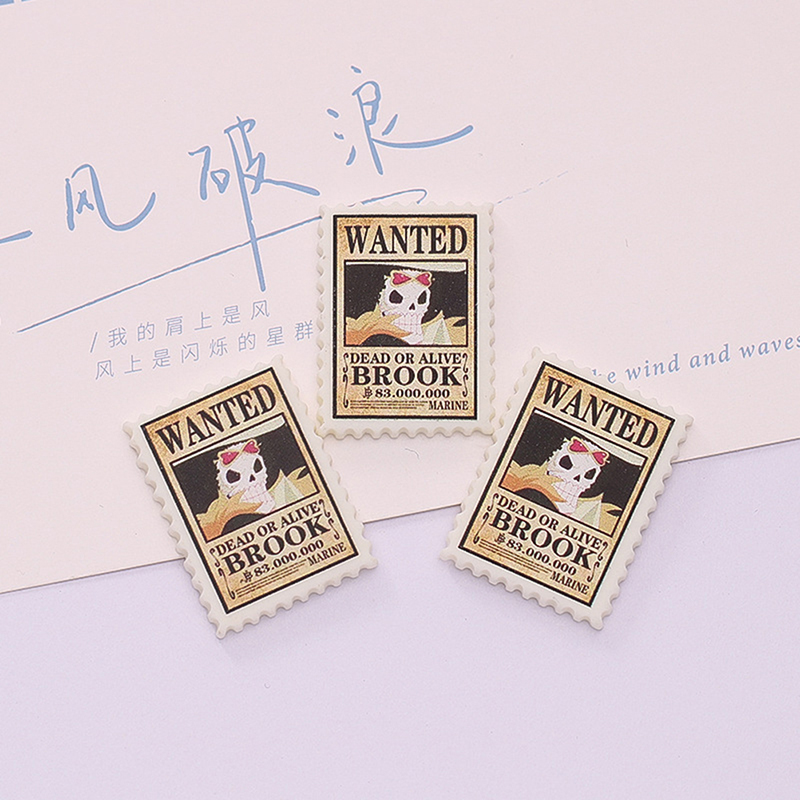 风破浪
/我的肩上是风
风上是闪烁的星群
the wind and waves
WANTED
DEAD OR ALIVE
BROOK
฿83.000.000
MARINE
WANTED
DEAD OR ALIVE
BROOK
฿83.000.000
MARINE
WANTED
DEAD OR ALIVE
BROOK
฿83.000.000
MARINE